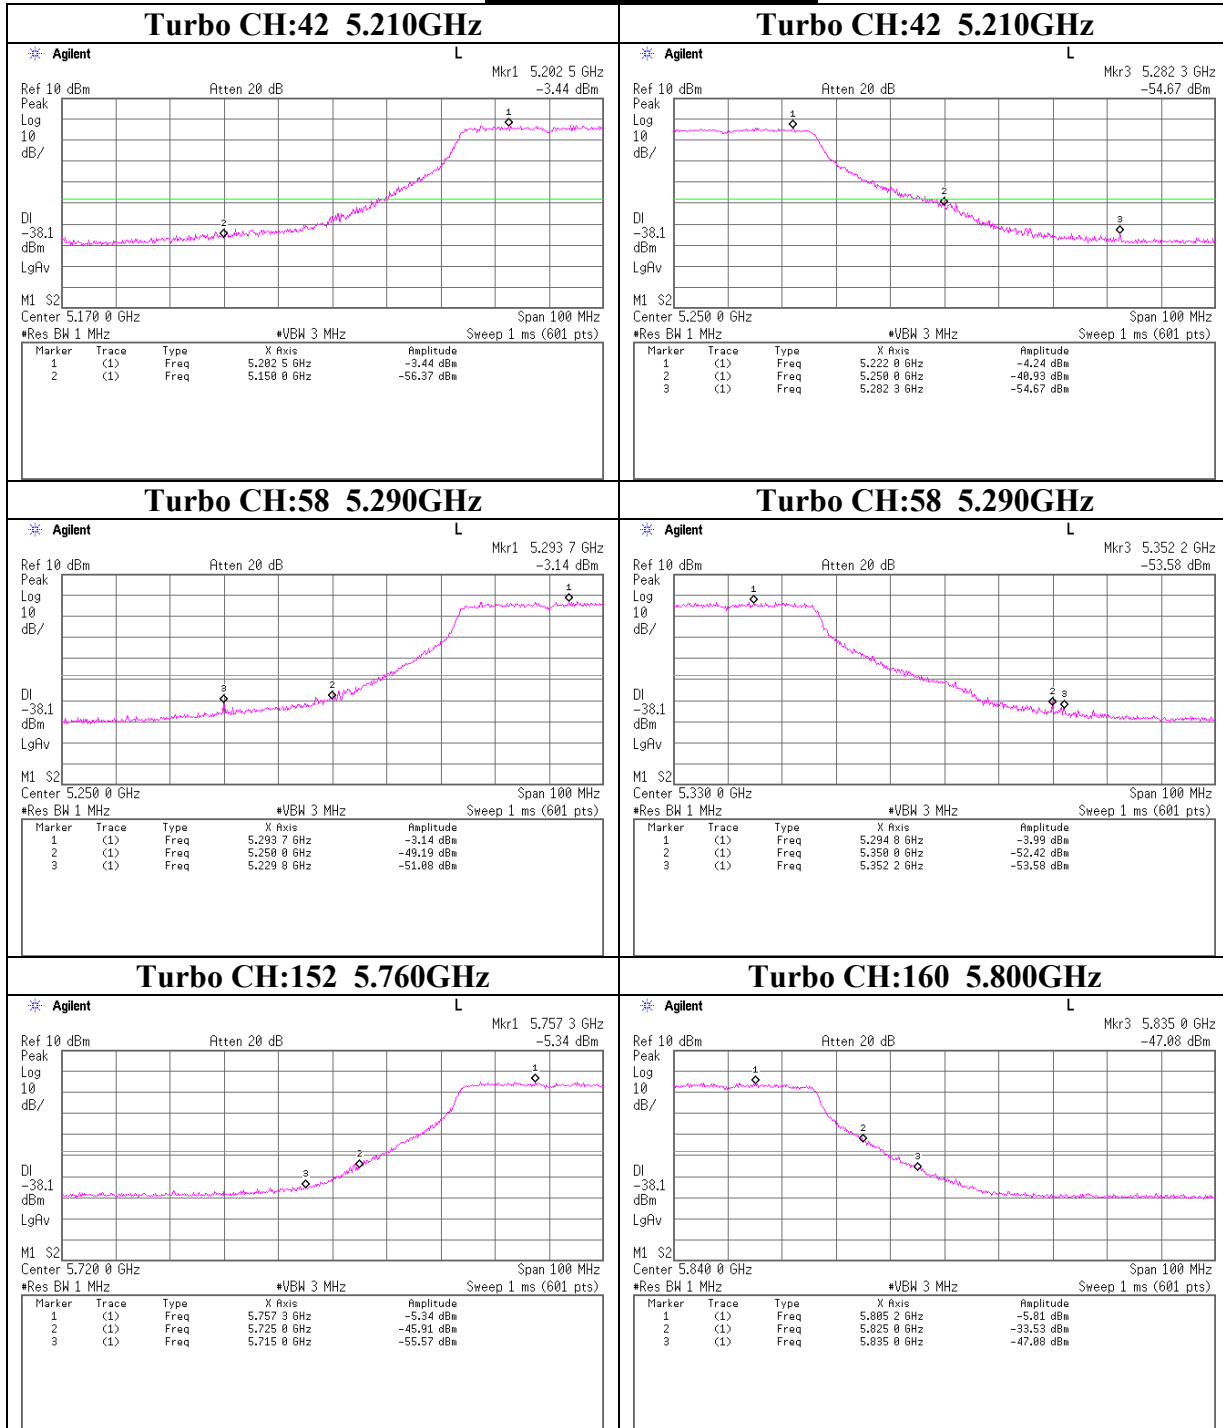 Turbo CH:42 5.210GHz
Agilent L
Mkr1 5.202 5 GHz
Ref 10 dBm Atten 20 dB -3.44 dBm
Peak
Log
10
dB/
1
2
DI
-38.1
dBm
LgAv
M1 S2
Center 5.170 0 GHz Span 100 MHz
#Res BW 1 MHz #VBW 3 MHz Sweep 1 ms (601 pts)
Marker Trace Type X Axis Amplitude
1 (1) Freq 5.202 5 GHz -3.44 dBm
2 (1) Freq 5.150 0 GHz -56.37 dBm
Turbo CH:42 5.210GHz
Agilent L
Mkr3 5.282 3 GHz
Ref 10 dBm Atten 20 dB -54.67 dBm
Peak
Log
10
dB/
1
2
3
DI
-38.1
dBm
LgAv
M1 S2
Center 5.250 0 GHz Span 100 MHz
#Res BW 1 MHz #VBW 3 MHz Sweep 1 ms (601 pts)
Marker Trace Type X Axis Amplitude
1 (1) Freq 5.222 0 GHz -4.24 dBm
2 (1) Freq 5.250 0 GHz -40.93 dBm
3 (1) Freq 5.282 3 GHz -54.67 dBm
Turbo CH:58 5.290GHz
Agilent L
Mkr1 5.293 7 GHz
Ref 10 dBm Atten 20 dB -3.14 dBm
Peak
Log
10
dB/
1
3
2
DI
-38.1
dBm
LgAv
M1 S2
Center 5.250 0 GHz Span 100 MHz
#Res BW 1 MHz #VBW 3 MHz Sweep 1 ms (601 pts)
Marker Trace Type X Axis Amplitude
1 (1) Freq 5.293 7 GHz -3.14 dBm
2 (1) Freq 5.250 0 GHz -49.19 dBm
3 (1) Freq 5.229 8 GHz -51.08 dBm
Turbo CH:58 5.290GHz
Agilent L
Mkr3 5.352 2 GHz
Ref 10 dBm Atten 20 dB -53.58 dBm
Peak
Log
10
dB/
1
2 3
DI
-38.1
dBm
LgAv
M1 S2
Center 5.330 0 GHz Span 100 MHz
#Res BW 1 MHz #VBW 3 MHz Sweep 1 ms (601 pts)
Marker Trace Type X Axis Amplitude
1 (1) Freq 5.294 8 GHz -3.99 dBm
2 (1) Freq 5.350 0 GHz -52.42 dBm
3 (1) Freq 5.352 2 GHz -53.58 dBm
Turbo CH:152 5.760GHz
Agilent L
Mkr1 5.757 3 GHz
Ref 10 dBm Atten 20 dB -5.34 dBm
Peak
Log
10
dB/
1
2
3
DI
-38.1
dBm
LgAv
M1 S2
Center 5.720 0 GHz Span 100 MHz
#Res BW 1 MHz #VBW 3 MHz Sweep 1 ms (601 pts)
Marker Trace Type X Axis Amplitude
1 (1) Freq 5.757 3 GHz -5.34 dBm
2 (1) Freq 5.725 0 GHz -45.91 dBm
3 (1) Freq 5.715 0 GHz -55.57 dBm
Turbo CH:160 5.800GHz
Agilent L
Mkr3 5.835 0 GHz
Ref 10 dBm Atten 20 dB -47.08 dBm
Peak
Log
10
dB/
1
2
3
DI
-38.1
dBm
LgAv
M1 S2
Center 5.840 0 GHz Span 100 MHz
#Res BW 1 MHz #VBW 3 MHz Sweep 1 ms (601 pts)
Marker Trace Type X Axis Amplitude
1 (1) Freq 5.805 2 GHz -5.81 dBm
2 (1) Freq 5.825 0 GHz -33.53 dBm
3 (1) Freq 5.835 0 GHz -47.08 dBm